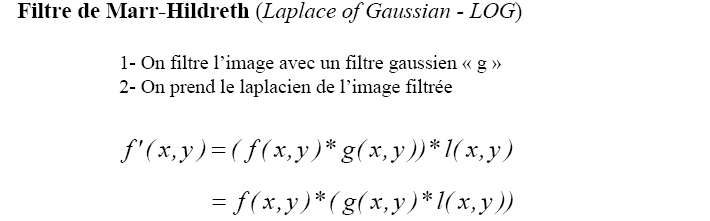 Filtre de Marr-Hildreth (Laplace of Gaussian - LOG)
1- On filtre l'image avec un filtre gaussien « g »
2- On prend le laplacien de l'image filtrée
f'(x,y)=(f(x,y)*g(x,y))*l(x,y)
= f(x,y)*(g(x,y)*l(x,y))